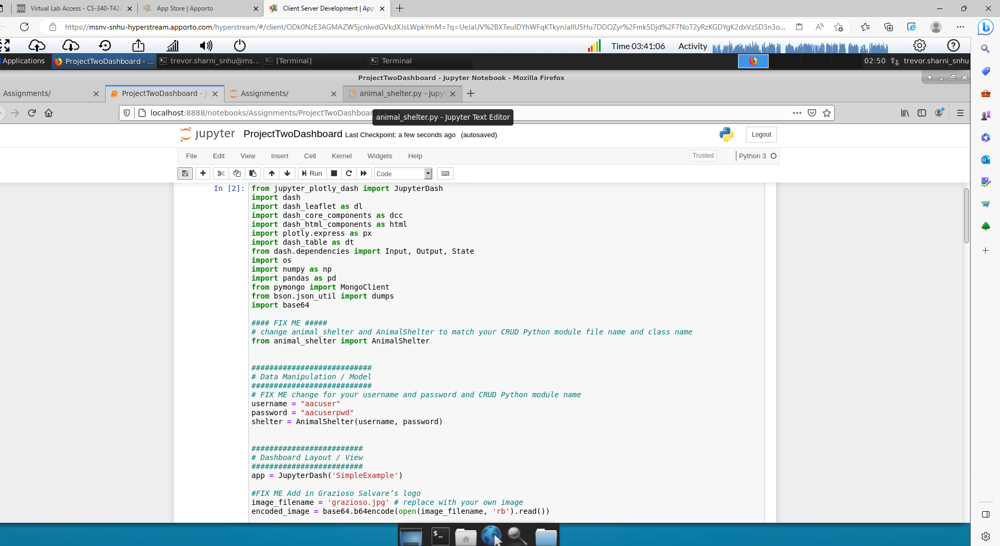 Virtual Lab Access - CS-340-T422
App Store | Apporto
Client Server Development | App
https://msnv-snhu-hyperstream.apporto.com/hyperstream/#/client/
Time 03:41:06 Activity
Applications
ProjectTwoDashboard - ...
trevor.sharni_snhu@ms...
[Terminal]
Terminal
02:50
trevor.sharni_snhu
ProjectTwoDashboard - Jupyter Notebook - Mozilla Firefox
Assignments/
ProjectTwoDashboard - Ju
Assignments/
animal_shelter.py - Jupyt
localhost:8888/notebooks/Assignments/ProjectTwoDashboard.ipynb
animal_shelter.py - Jupyter Text Editor
jupyter ProjectTwoDashboard Last Checkpoint: a few seconds ago (autosaved)
Logout
File Edit View Insert Cell Kernel Widgets Help
Trusted
Python 3
Run
Code
In [2]: from jupyter_plotly_dash import JupyterDash
import dash
import dash_leaflet as dl
import dash_core_components as dcc
import dash_html_components as html
import plotly.express as px
import dash_table as dt
from dash.dependencies import Input, Output, State
import os
import numpy as np
import pandas as pd
from pymongo import MongoClient
from bson.json_util import dumps
import base64
#### FIX ME #####
# change animal_shelter and AnimalShelter to match your CRUD Python module file name and class name
from animal_shelter import AnimalShelter
###########################
# Data Manipulation / Model
###########################
# FIX ME change for your username and password and CRUD Python module name
username = "aacuser"
password = "aacuserpwd"
shelter = AnimalShelter(username, password)
#########################
# Dashboard Layout / View
#########################
app = JupyterDash('SimpleExample')
#FIX ME Add in Grazioso Salvare’s logo
image_filename = 'grazioso.jpg' # replace with your own image
encoded_image = base64.b64encode(open(image_filename, 'rb').read())